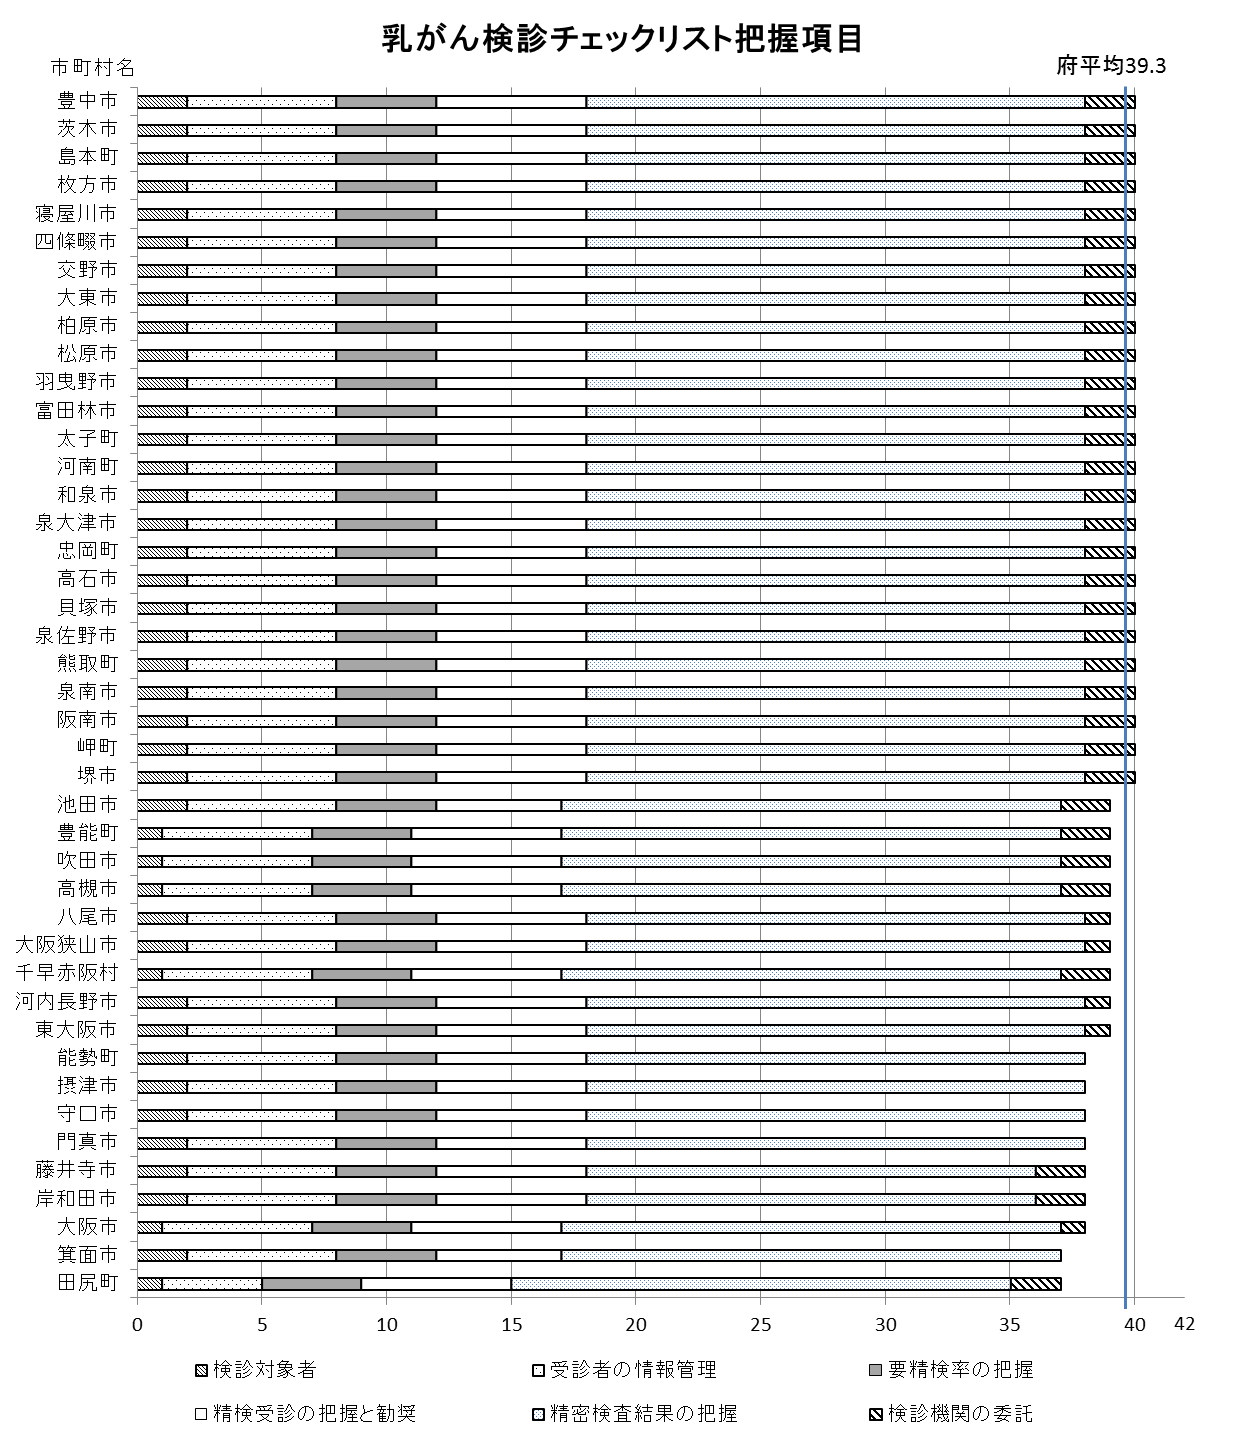 乳がん検診チェックリスト把握項目
市町村名
府平均39.3
豊中市
茨木市
島本町
枚方市
寝屋川市
四條畷市
交野市
大東市
柏原市
松原市
羽曳野市
富田林市
太子町
河南町
和泉市
泉大津市
忠岡町
高石市
貝塚市
泉佐野市
熊取町
泉南市
阪南市
岬町
堺市
池田市
豊能町
吹田市
高槻市
八尾市
大阪狭山市
千早赤阪村
河内長野市
東大阪市
能勢町
摂津市
守口市
門真市
藤井寺市
岸和田市
大阪市
箕面市
田尻町
0 5 10 15 20 25 30 35 40 42
検診対象者 受診者の情報管理 要精検率の把握
精検受診の把握と勧奨 精密検査結果の把握 検診機関の委託